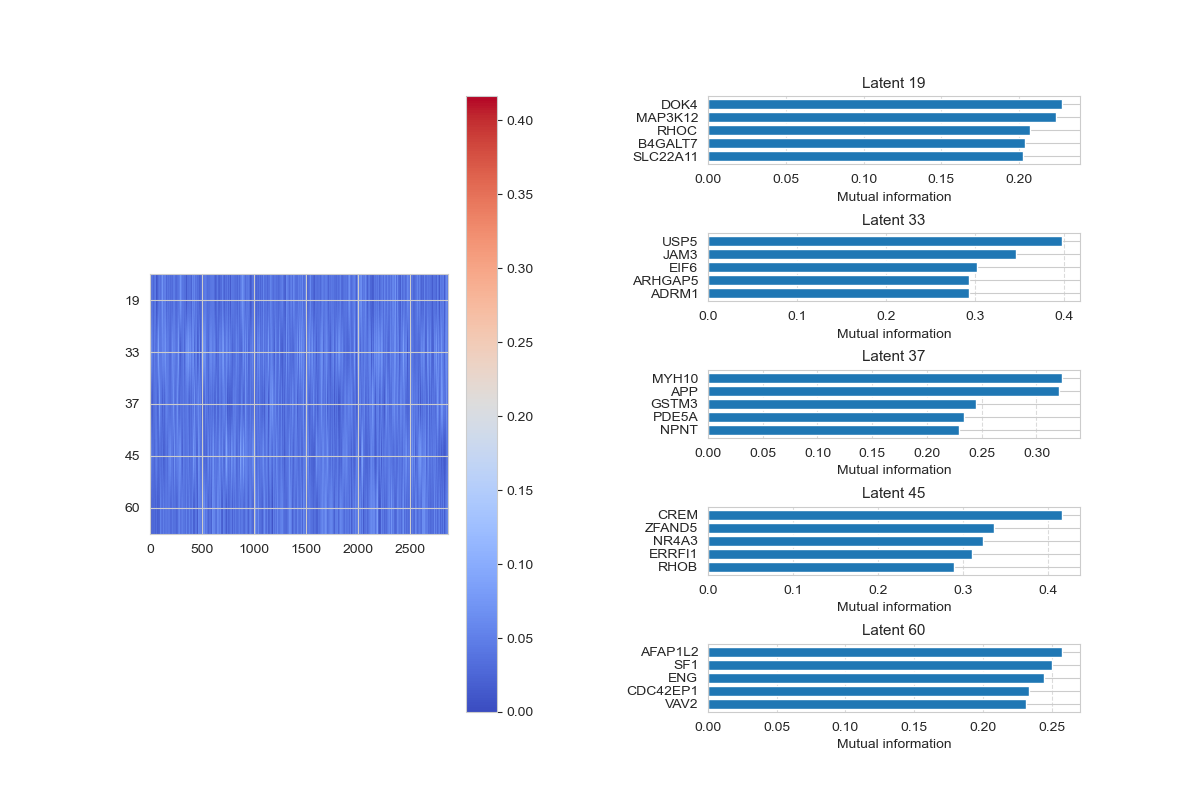 19
33
37
45
60
0 500 1000 1500 2000 2500
0.40
0.35
0.30
0.25
0.20
0.15
0.10
0.05
0.00
Latent 19
DOK4
MAP3K12
RHOC
B4GALT7
SLC22A11
0.00 0.05 0.10 0.15 0.20
Mutual information
Latent 33
USP5
JAM3
EIF6
ARHGAP5
ADRM1
0.0 0.1 0.2 0.3 0.4
Mutual information
Latent 37
MYH10
APP
GSTM3
PDE5A
NPNT
0.00 0.05 0.10 0.15 0.20 0.25 0.30
Mutual information
Latent 45
CREM
ZFAND5
NR4A3
ERRFI1
RHOB
0.0 0.1 0.2 0.3 0.4
Mutual information
Latent 60
AFAP1L2
SF1
ENG
CDC42EP1
VAV2
0.00 0.05 0.10 0.15 0.20 0.25
Mutual information